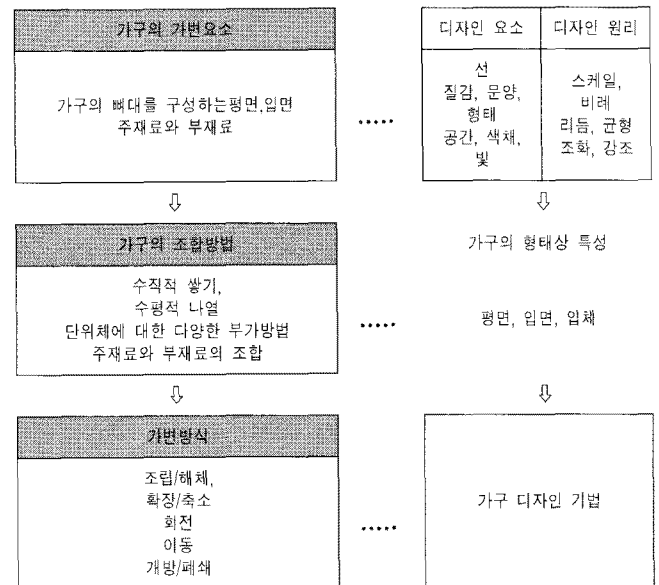 가구의 가변요소
가구의 뼈대를 구성하는평면,입면
주재료와 부재료
.....
디자인 요소
디자인 원리
선
질감, 문양,
형태
공간, 색채,
빛
스케일,
비례
리듬, 균형
조화, 강조
⇩
⇩
가구의 조합방법
수직적 쌓기,
수평적 나열
단위체에 대한 다양한 부가방법
주재료와 부재료의 조합
.....
가구의 형태상 특성
평면, 입면, 입체
⇩
⇩
가변방식
조립/해체,
확장/축소
회전
이동
개방/폐쇄
.....
가구 디자인 기법